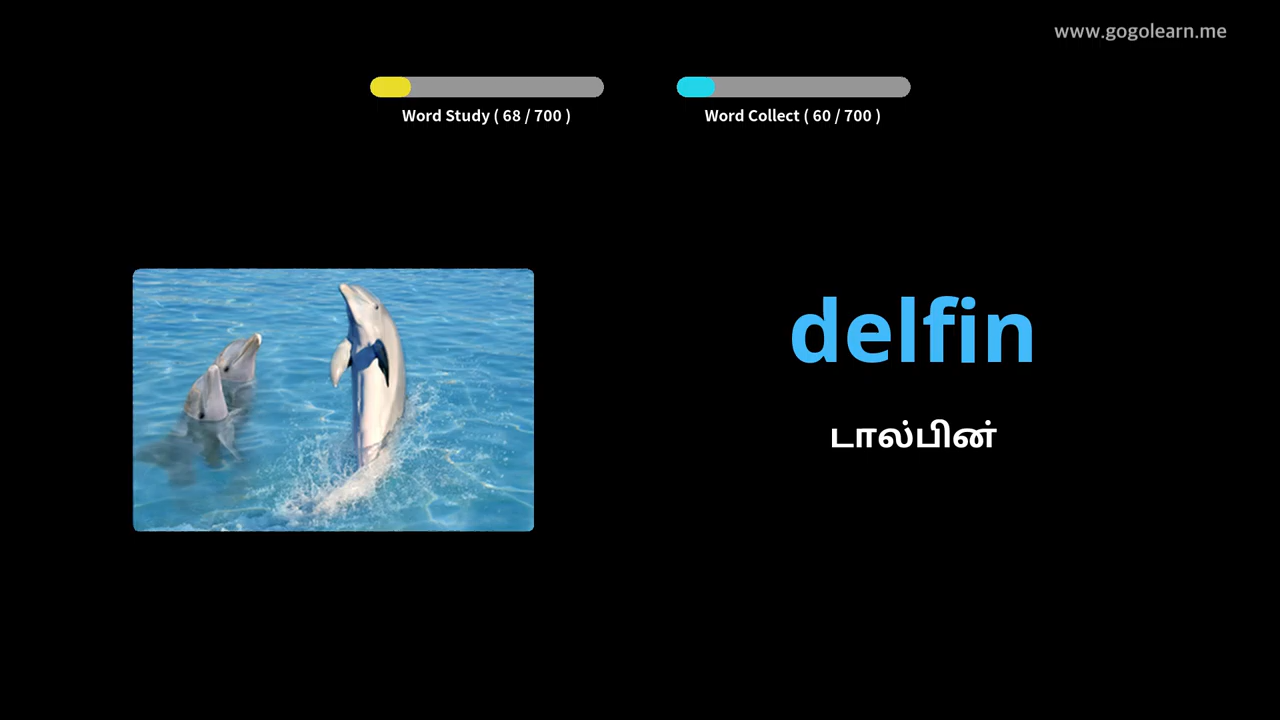 www.gogolearn.me
Word Study ( 68 / 700 )
Word Collect ( 60 / 700 )
delfin
டால்பின்